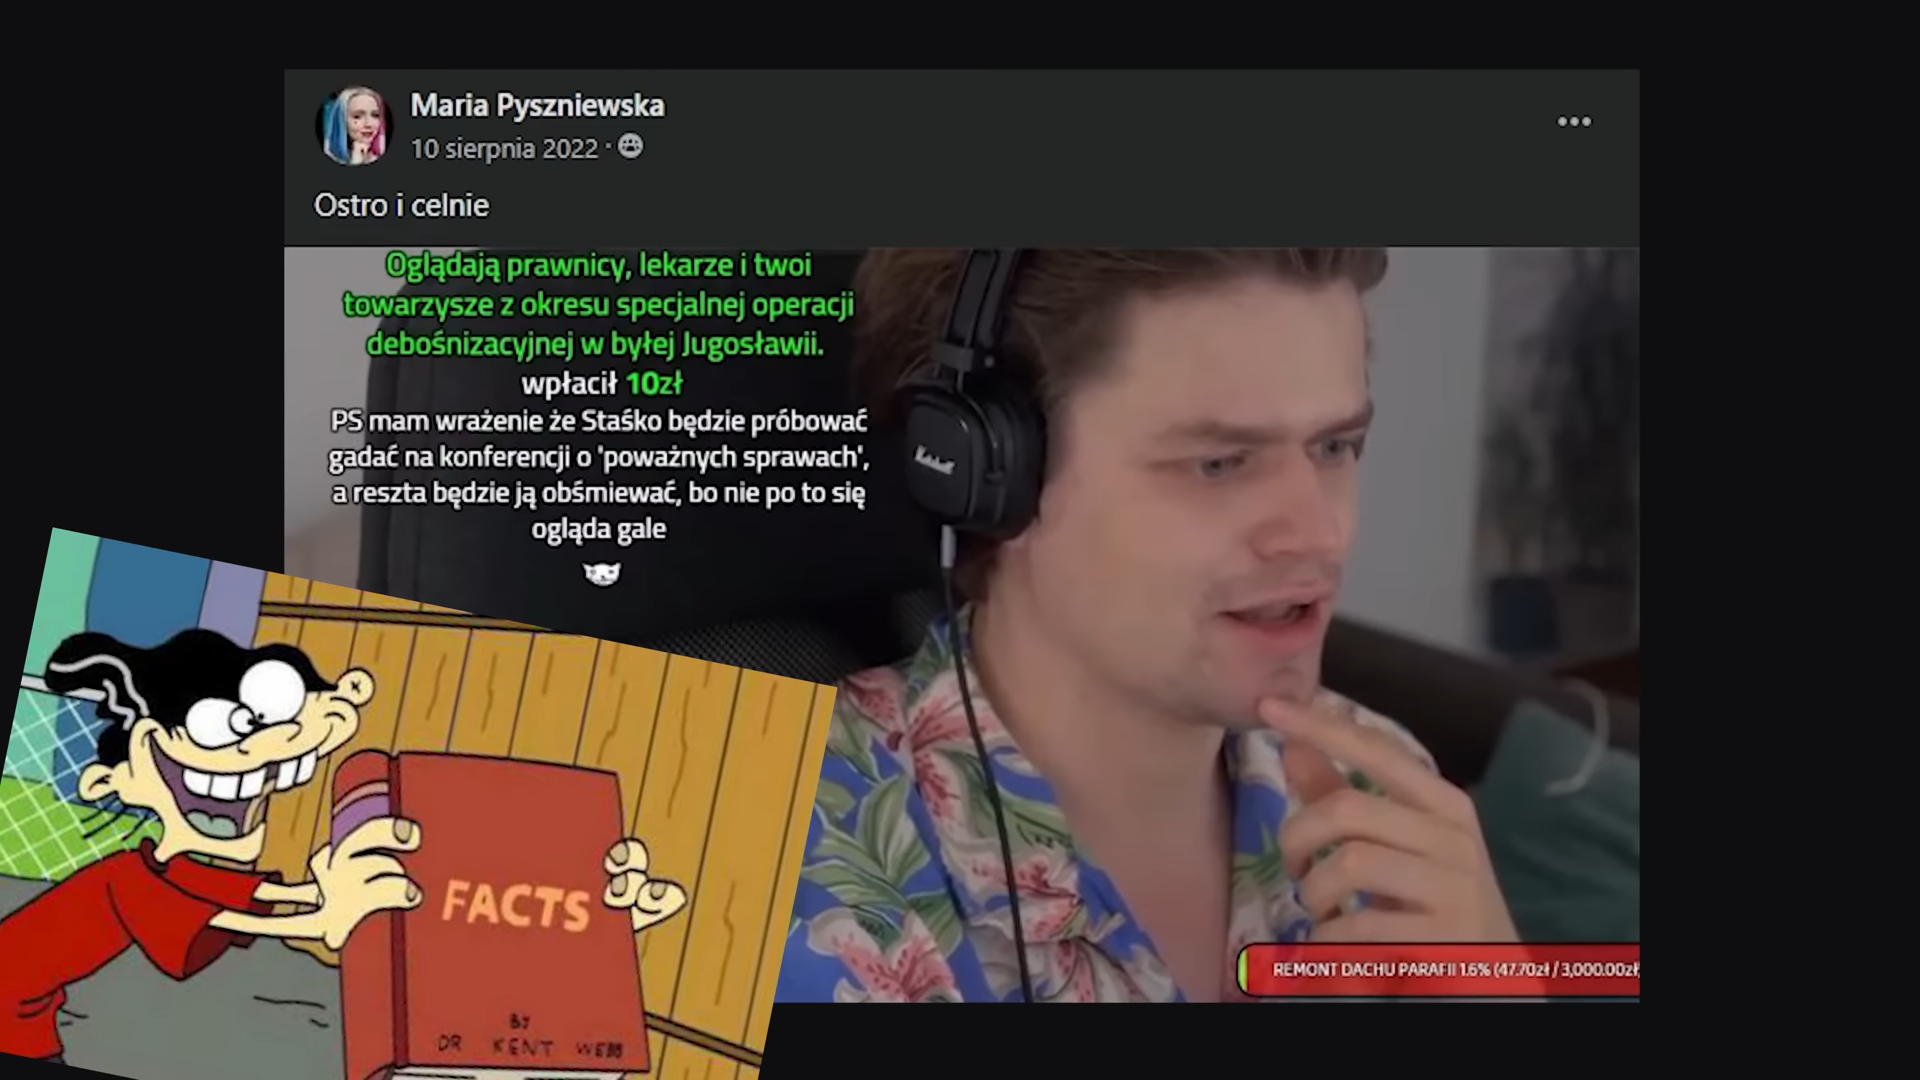 Maria Pyszniewska
10 sierpnia 2022 ·
Ostro i celnie
Oglądają prawnicy, lekarze i twoi
towarzysze z okresu specjalnej operacji
debośnizacyjnej w byłej Jugosławii.
wpłacił 10zł
PS mam wrażenie że Staśko będzie próbować
gadać na konferencji o 'poważnych sprawach',
a reszta będzie ją obśmiewać, bo nie po to się
ogląda gale
Marshall
FACTS
BY
DR KENT WEBB
REMONT DACHU PARAFII 1.6% (47.70zł / 3,000.00zł